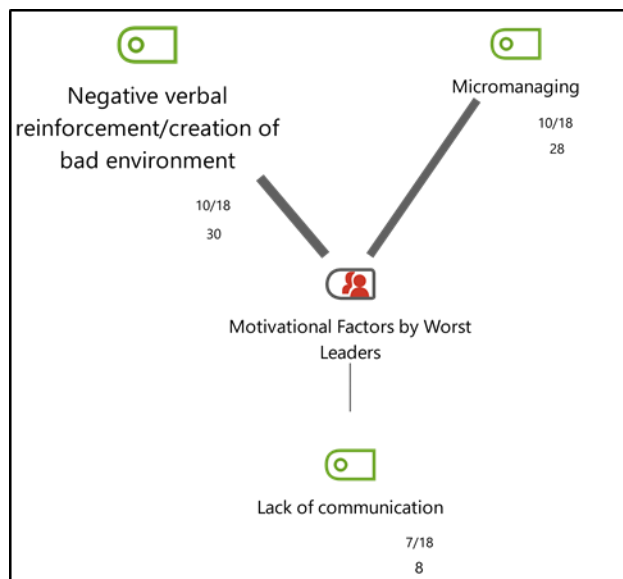 Negative verbal
reinforcement/creation of
bad environment
10/18
30
Micromanaging
10/18
28
Motivational Factors by Worst
Leaders
Lack of communication
7/18
8